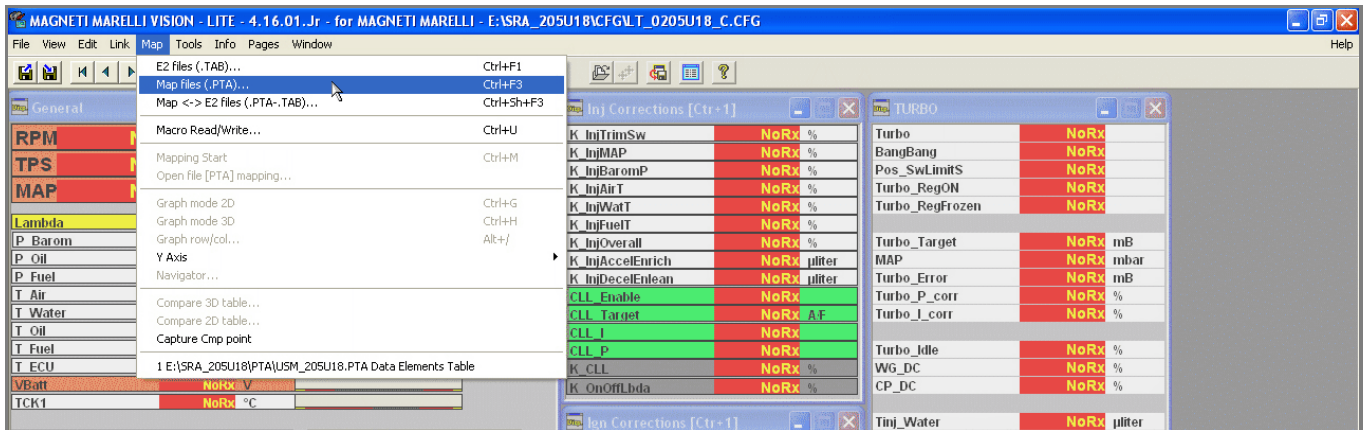 MAGNETI MARELLI VISION - LITE - 4.16.01.Jr - for MAGNETI MARELLI - E:\SRA_205U18\CFG\LT_0205U18_C.CFG
File View Edit Link Map Tools Info Pages Window Help
E2 files (.TAB)... Ctrl+F1
Map files (.PTA)... Ctrl+F3
Map <-> E2 files (.PTA-.TAB)... Ctrl+Sh+F3
Macro Read/Write... Ctrl+U
Mapping Start Ctrl+M
Open file [PTA] mapping...
Graph mode 2D Ctrl+G
Graph mode 3D Ctrl+H
Graph row/col... Alt+/
Y Axis
Navigator...
Compare 3D table...
Compare 2D table...
Capture Cmp point
1 E:\SRA_205U18\PTA\USM_205U18.PTA Data Elements Table
General
RPM
TPS
MAP
Lambda
P_Barom
P_Oil
P_Fuel
T_Air
T_Water
T_Oil
T_Fuel
T_ECU
VBatt NoRx V
TCK1 NoRx °C
Inj Corrections [Ctr+1]
K_InjTrimSw NoRx %
K_InjMAP NoRx %
K_InjBaromP NoRx %
K_InjAirT NoRx %
K_InjWatT NoRx %
K_InjFuelT NoRx %
K_InjOverall NoRx %
K_InjAccelEnrich NoRx µliter
K_InjDecelEnlean NoRx µliter
CLL_Enable NoRx
CLL_Target NoRx A/F
CLL_I NoRx
CLL_P NoRx
K_CLL NoRx %
K_OnOffLbda NoRx %
Ign Corrections [Ctr+1]
TURBO
Turbo NoRx
BangBang NoRx
Pos_SwLimitS NoRx
Turbo_RegON NoRx
Turbo_RegFrozen NoRx
Turbo_Target NoRx mB
MAP NoRx mbar
Turbo_Error NoRx mB
Turbo_P_corr NoRx %
Turbo_I_corr NoRx %
Turbo_Idle NoRx %
WG_DC NoRx %
CP_DC NoRx %
Tinj_Water NoRx µliter